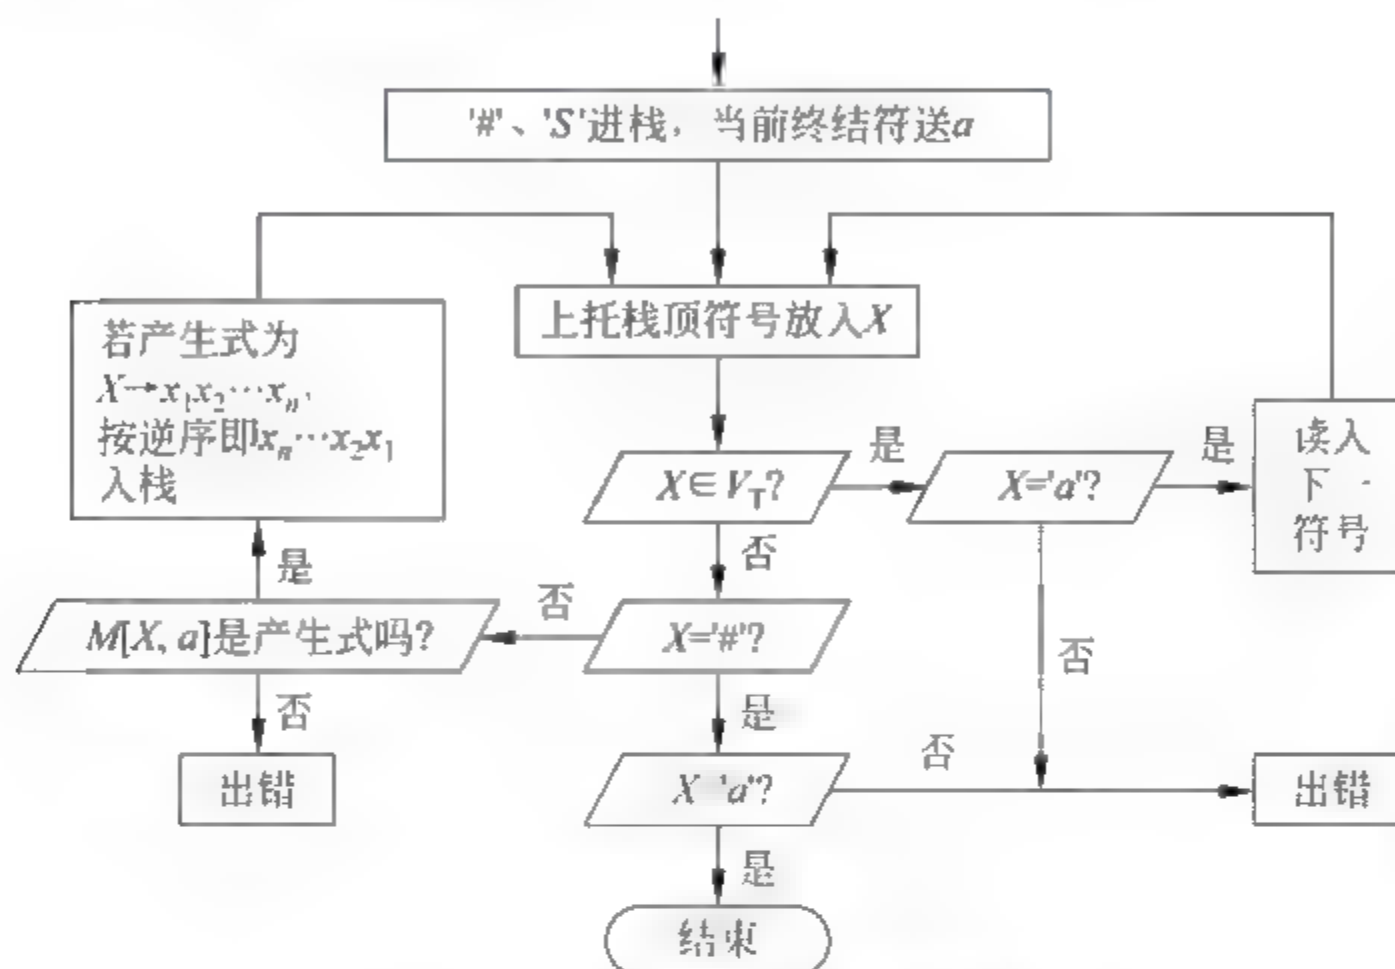 '#'、'S'进栈，当前终结符送a
上托栈顶符号放入X
若产生式为
X→x₁x₂…xₙ,
按逆序即xₙ…x₂x₁
入栈
X∈V_T?
是
X='a'?
是
读入
下一
符号
否
是
M[X, a]是产生式吗?
否
X='#'?
否
否
是
出错
X='a'?
否
出错
是
结束